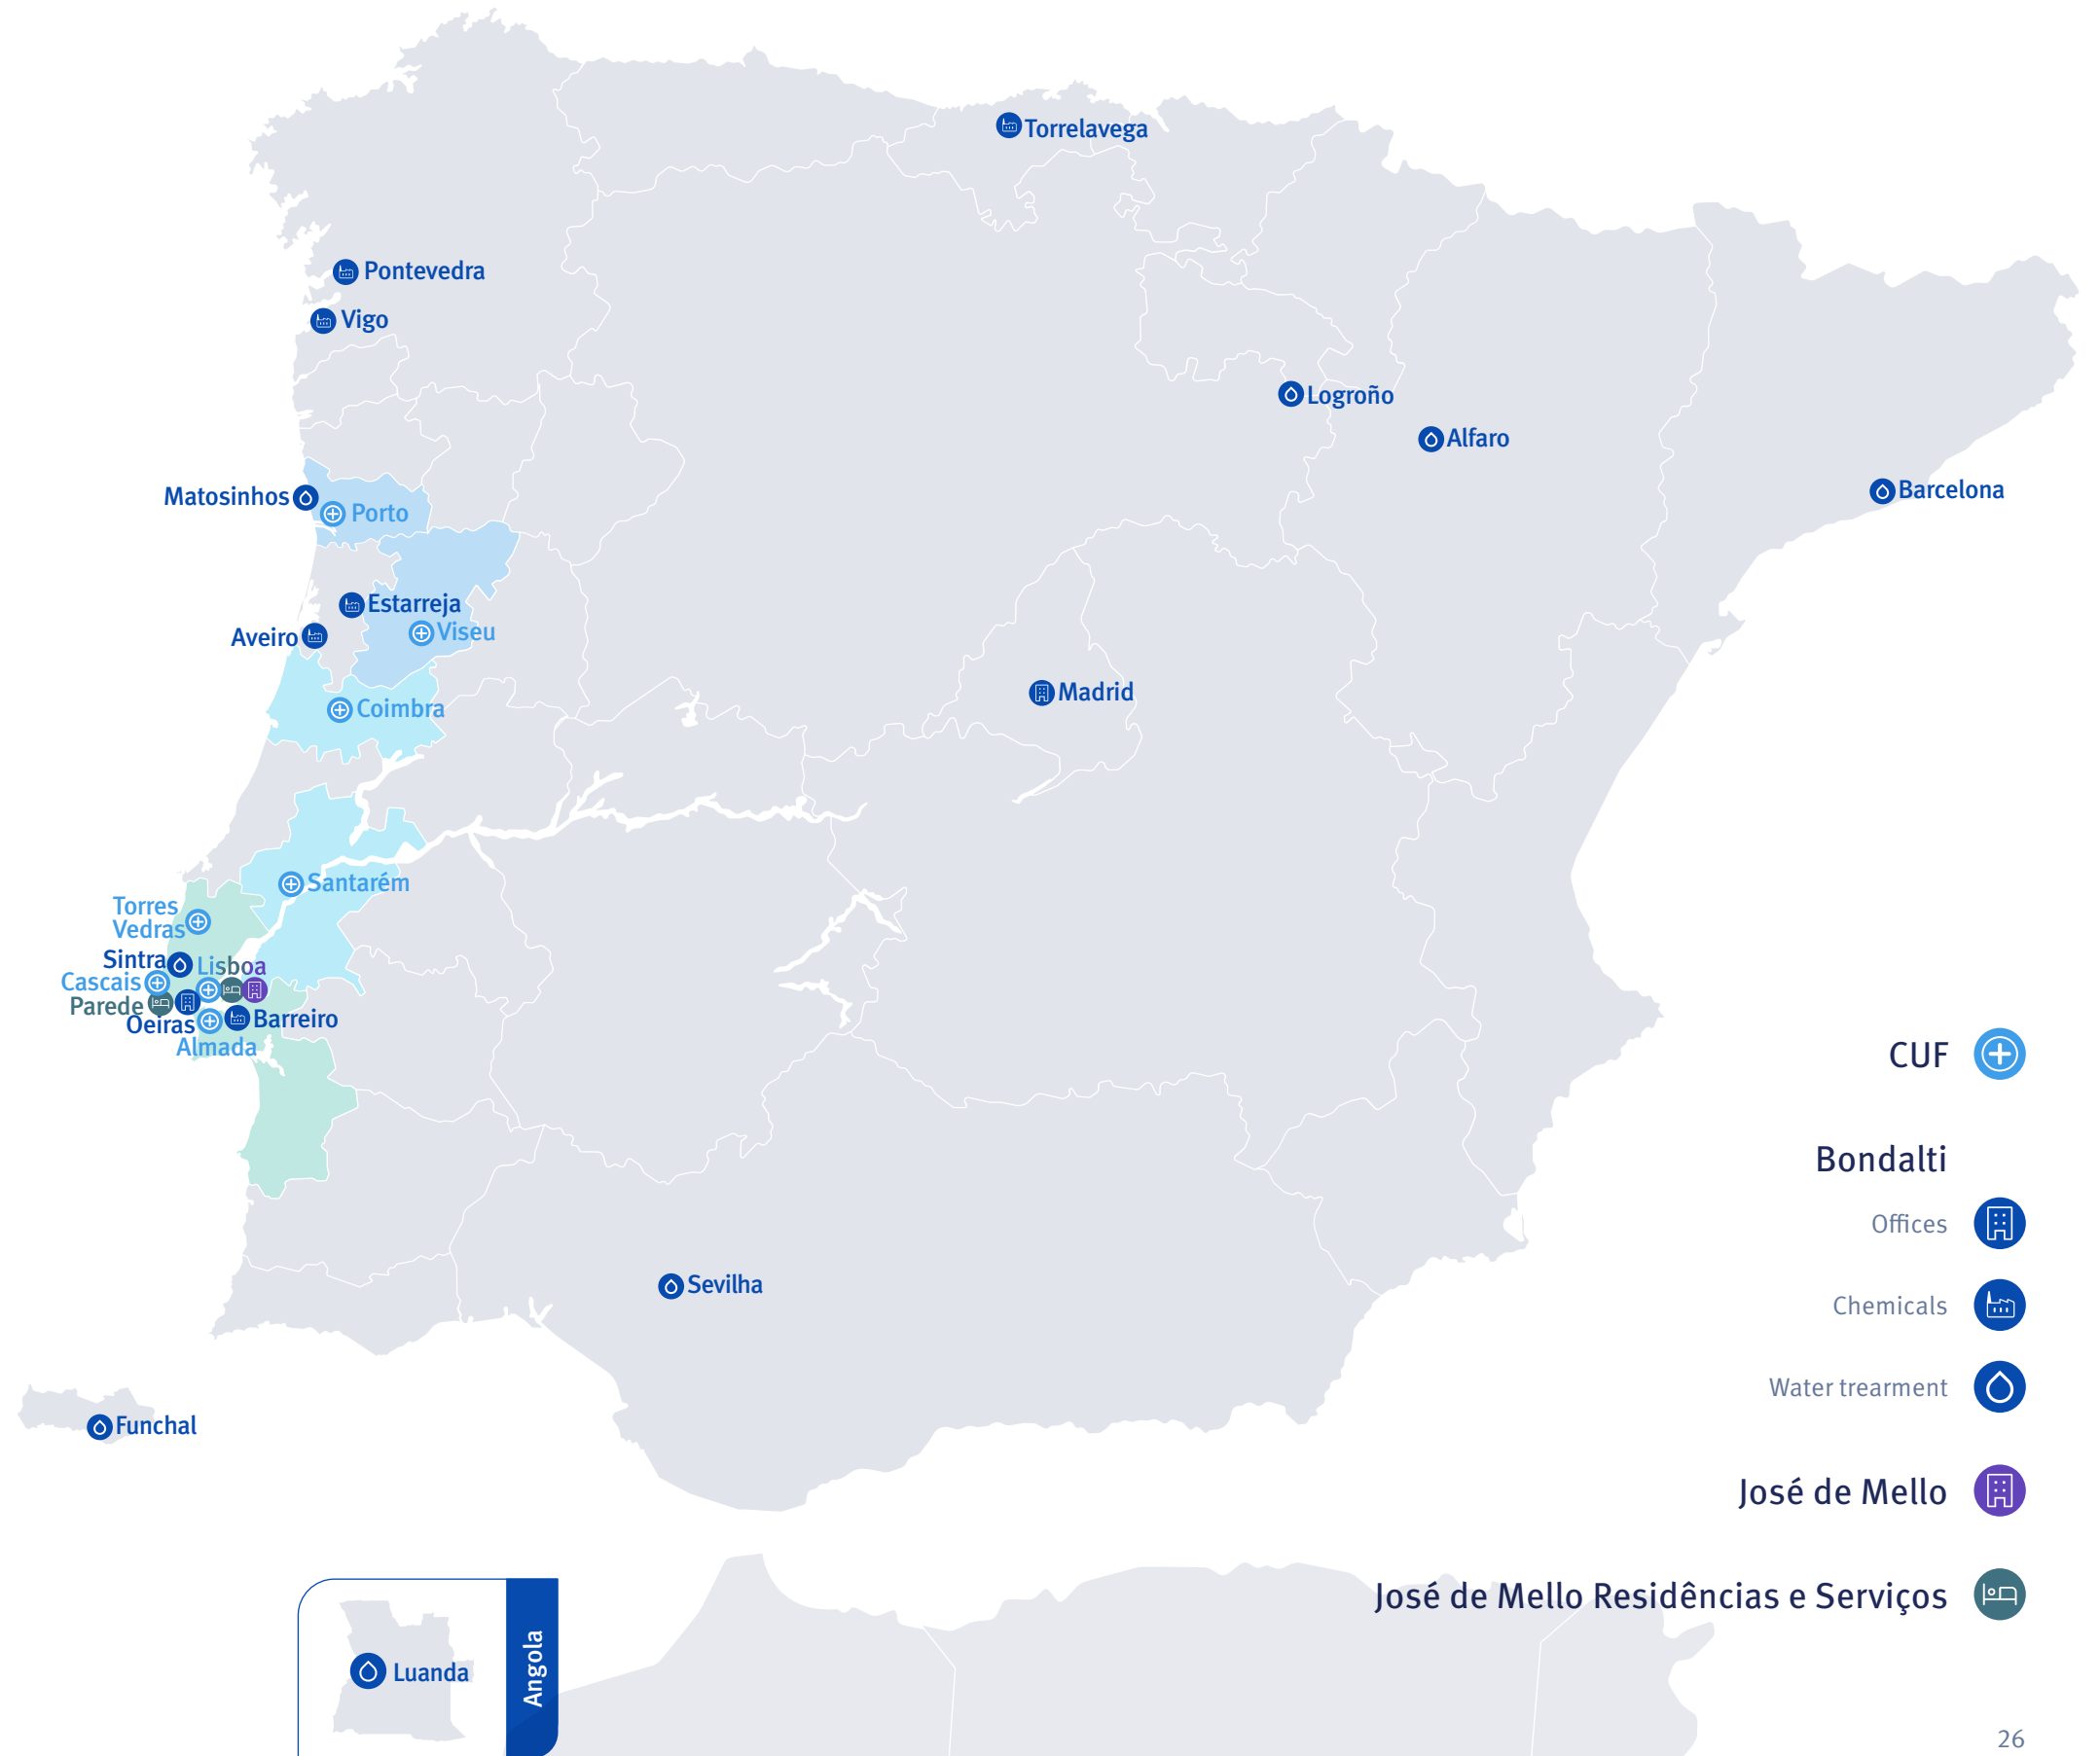 Torrelavega
Pontevedra
Vigo
Logroño
Alfaro
Barcelona
Matosinhos
Porto
Estarreja
Viseu
Aveiro
Madrid
Coimbra
Santarém
Torres
Vedras
Sintra
Lisboa
Cascais
Parede
Oeiras
Barreiro
Almada
Sevilha
Funchal
CUF
Bondalti
Offices
Chemicals
Water trearment
José de Mello
José de Mello Residências e Serviços
Luanda
Angola
26